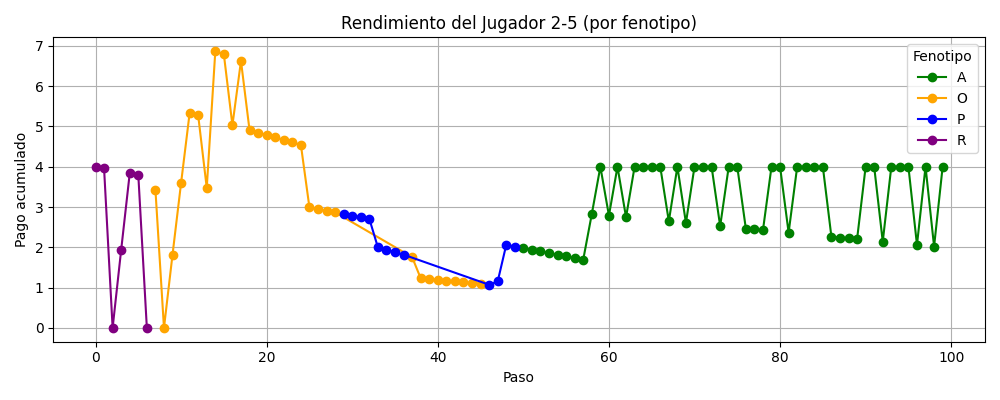 Rendimiento del Jugador 2-5 (por fenotipo)
Pago acumulado
7
6
5
4
3
2
1
0
0
20
40
60
80
100
Paso
Fenotipo
A
O
P
R